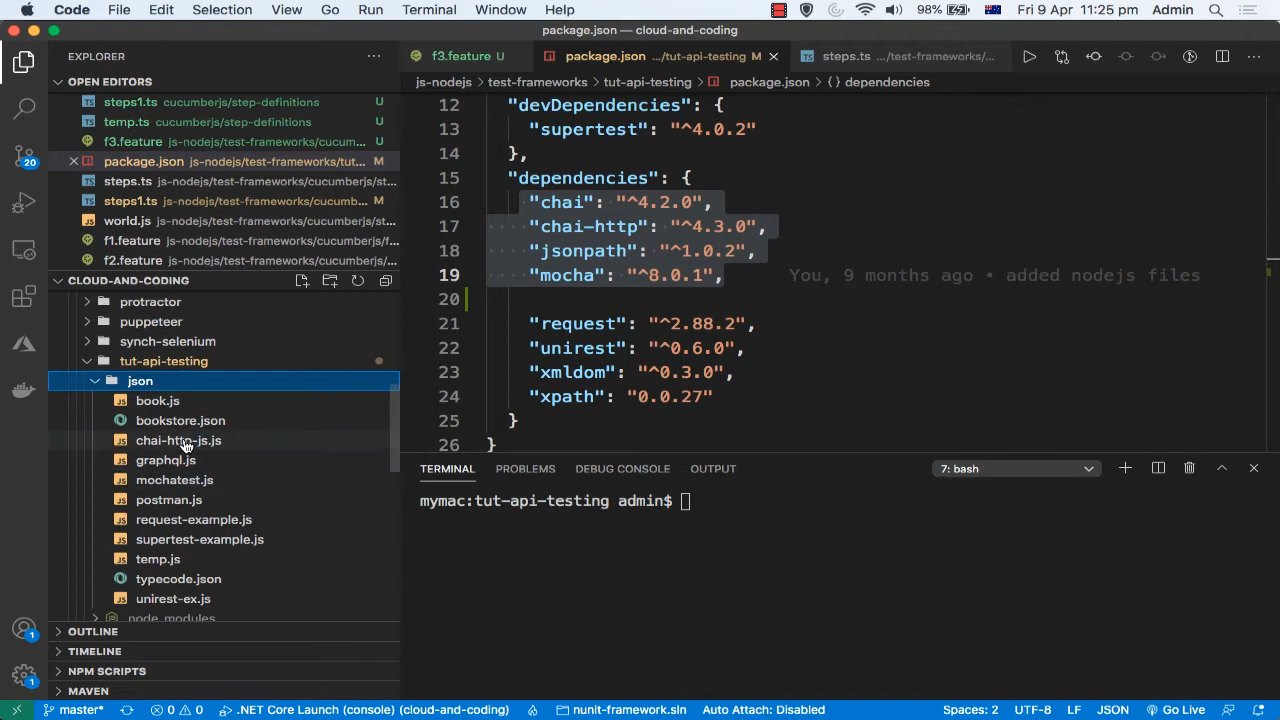 Code File Edit Selection View Go Run Terminal Window Help 98% Fri 9 Apr 11:25 pm Admin
package.json — cloud-and-coding
EXPLORER
f3.feature U
package.json .../tut-api-testing M
steps.ts .../test-frameworks/...
OPEN EDITORS
js-nodejs > test-frameworks > tut-api-testing > package.json > {} dependencies
steps1.ts cucumberjs/step-definitions U
temp.ts cucumberjs/step-definitions U
f3.feature js-nodejs/test-frameworks/cucumberjs/... U
package.json js-nodejs/test-frameworks/tut... M
steps.ts js-nodejs/test-frameworks/cucumberjs/st...
steps1.ts js-nodejs/test-frameworks/cucumb... M
world.js js-nodejs/test-frameworks/cucumberjs/st...
f1.feature js-nodejs/test-frameworks/cucumberjs/f...
f2.feature js-nodejs/test-frameworks/cucumberjs/...
20
CLOUD-AND-CODING
protractor
puppeteer
synch-selenium
tut-api-testing
json
book.js
bookstore.json
chai-http-js.js
graphql.js
mochatest.js
postman.js
request-example.js
supertest-example.js
temp.js
typecode.json
unirest-ex.js
node_modules
OUTLINE
TIMELINE
NPM SCRIPTS
MAVEN
1
1
12 "devDependencies": {
13 "supertest": "^4.0.2"
14 },
15 "dependencies": {
16 "chai": "^4.2.0",
17 "chai-http": "^4.3.0",
18 "jsonpath": "^1.0.2",
19 "mocha": "^8.0.1", You, 9 months ago • added nodejs files
20
21 "request": "^2.88.2",
22 "unirest": "^0.6.0",
23 "xmldom": "^0.3.0",
24 "xpath": "0.0.27"
25 }
26 }
TERMINAL PROBLEMS DEBUG CONSOLE OUTPUT 7: bash
mymac:tut-api-testing admin$
master* 0 0 .NET Core Launch (console) (cloud-and-coding) nunit-framework.sln Auto Attach: Disabled Spaces: 2 UTF-8 LF JSON Go Live